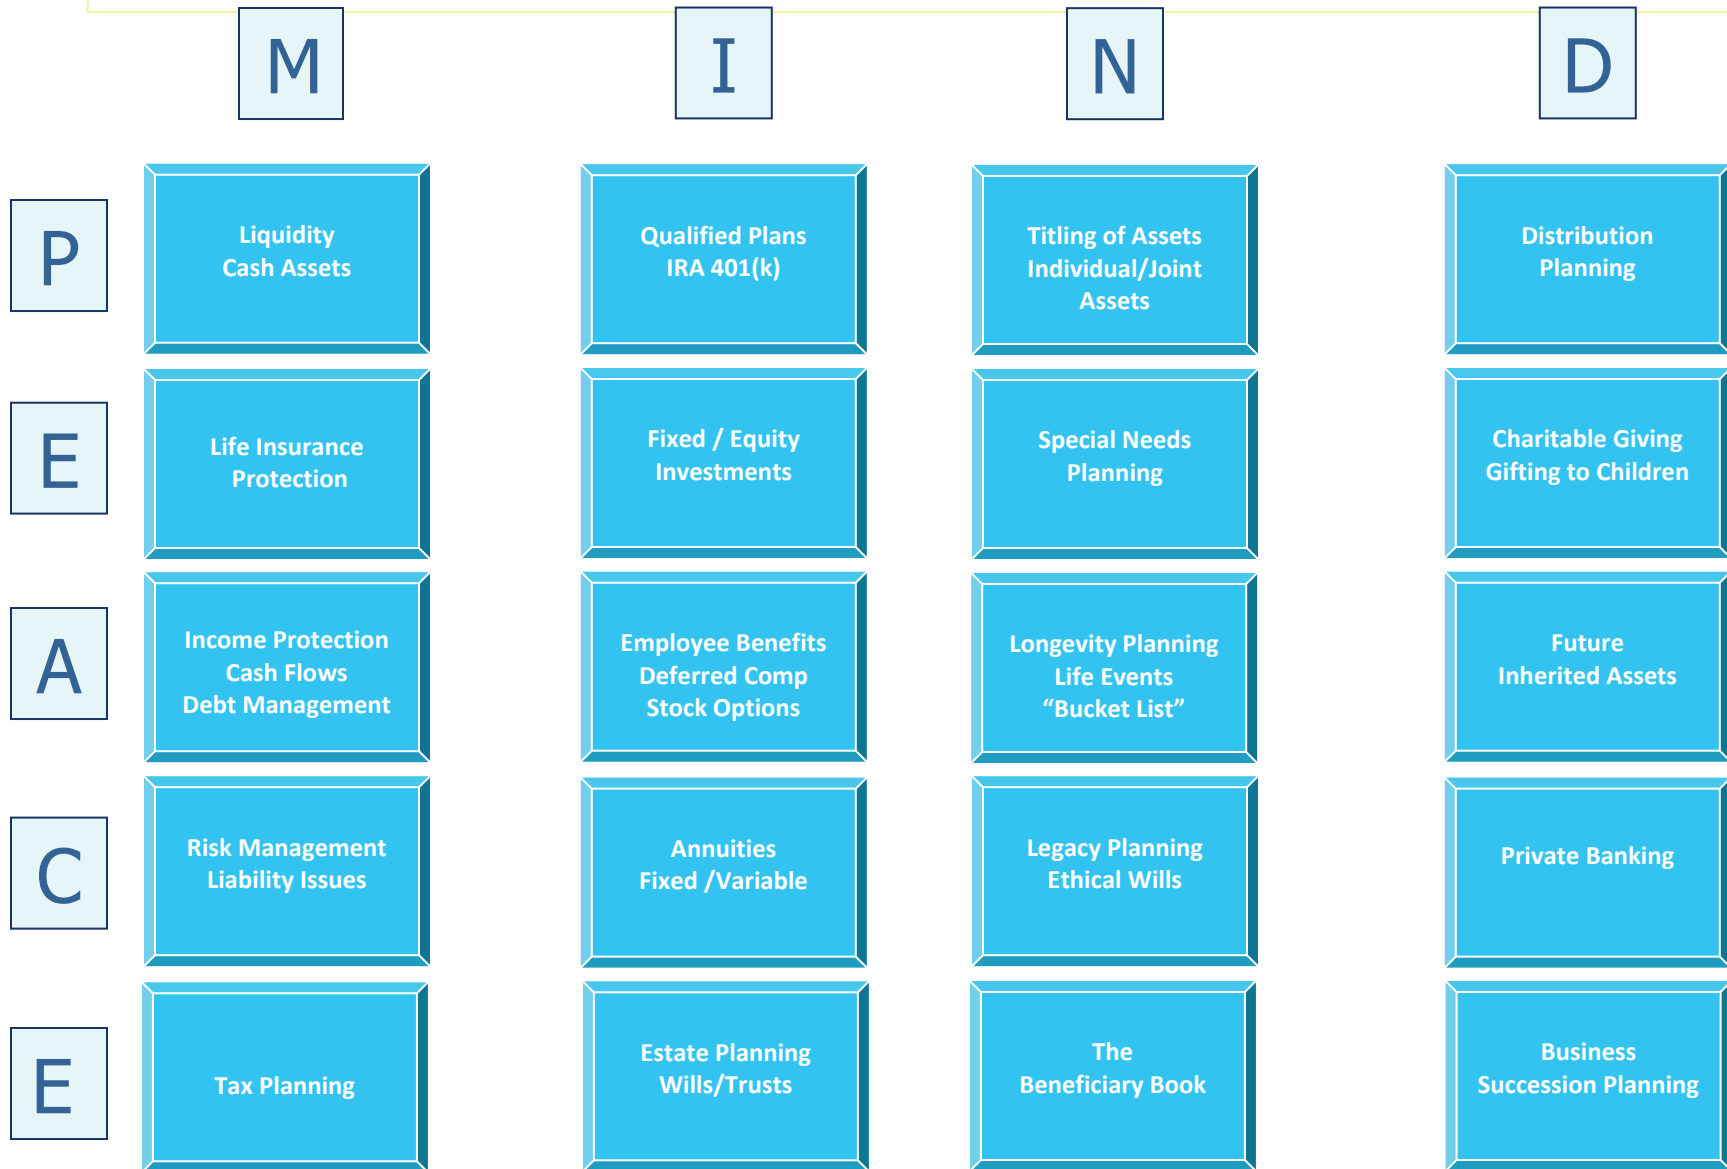 M
I
N
D
P
Liquidity
Cash Assets
Qualified Plans
IRA 401(k)
Titling of Assets
Individual/Joint
Assets
Distribution
Planning
E
Life Insurance
Protection
Fixed / Equity
Investments
Special Needs
Planning
Charitable Giving
Gifting to Children
A
Income Protection
Cash Flows
Debt Management
Employee Benefits
Deferred Comp
Stock Options
Longevity Planning
Life Events
“Bucket List”
Future
Inherited Assets
C
Risk Management
Liability Issues
Annuities
Fixed /Variable
Legacy Planning
Ethical Wills
Private Banking
E
Tax Planning
Estate Planning
Wills/Trusts
The
Beneficiary Book
Business
Succession Planning